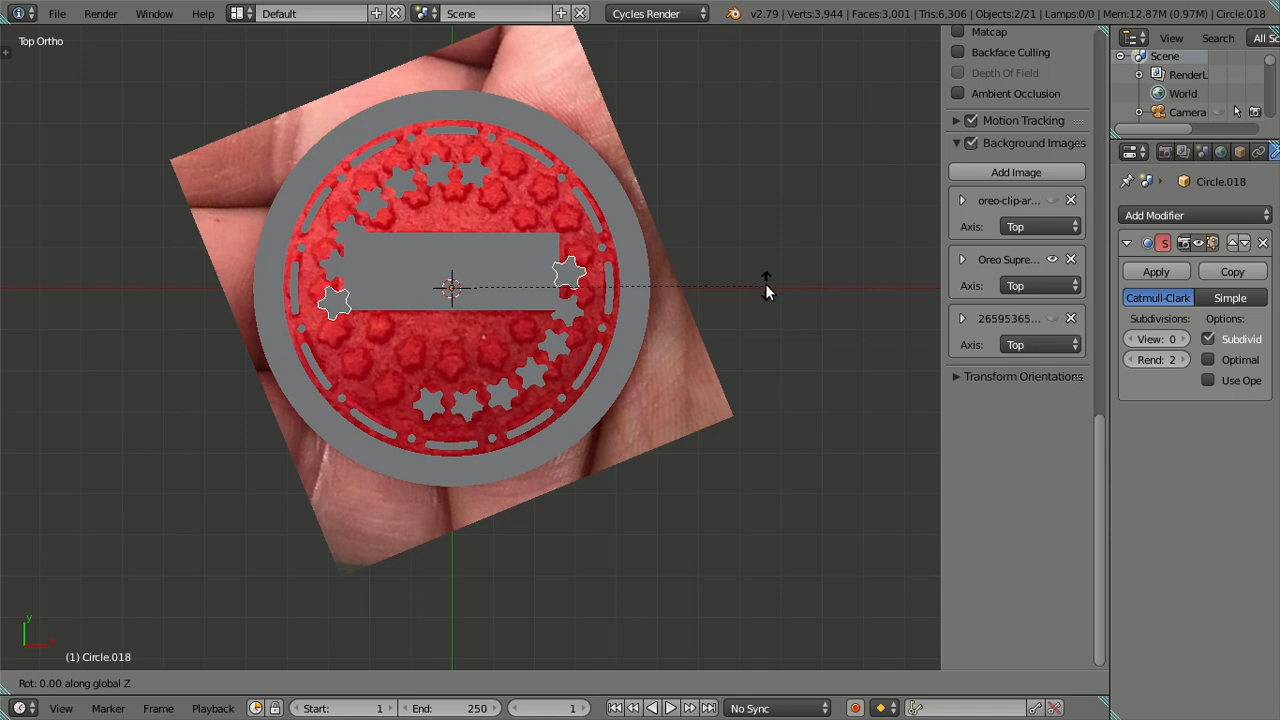 File Render Window Help Default Scene Cycles Render v2.79 | Verts:3,944 | Faces:3,001 | Tris:6,306 | Objects:2/21 | Lamps:0/0 | Mem:12.87M (0.97M) | Circle.018
Top Ortho
Matcap
Backface Culling
Depth Of Field
Ambient Occlusion
Motion Tracking
Background Images
Add Image
oreo-clip-ar...
Axis: Top
Oreo Supre...
Axis: Top
26595365...
Axis: Top
Transform Orientations
View Search All Sc
Scene
RenderL
World
Camera
Circle.018
Add Modifier
S
Apply Copy
Catmull-Clark Simple
Subdivisions: Options:
View: 0 Subdivid
Rend: 2 Optimal
Use Ope
y
x
(1) Circle.018
Rot: 0.00 along global Z
View Marker Frame Playback Start: 1 End: 250 1 No Sync